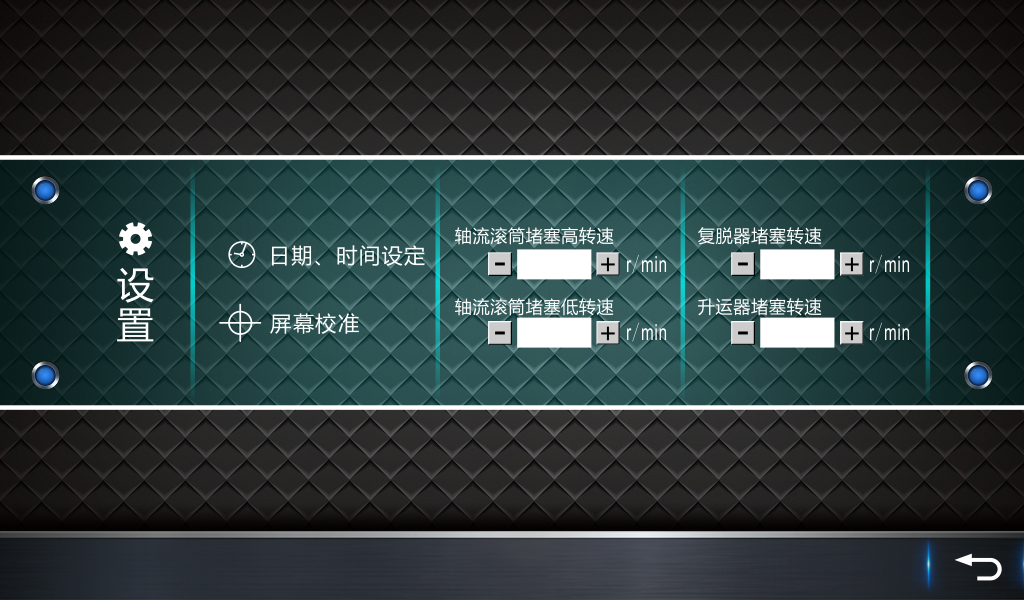 设
置
日期、时间设定
屏幕校准
轴流滚筒堵塞高转速
- + r/min
轴流滚筒堵塞低转速
- + r/min
复脱器堵塞转速
- + r/min
升运器堵塞转速
- + r/min